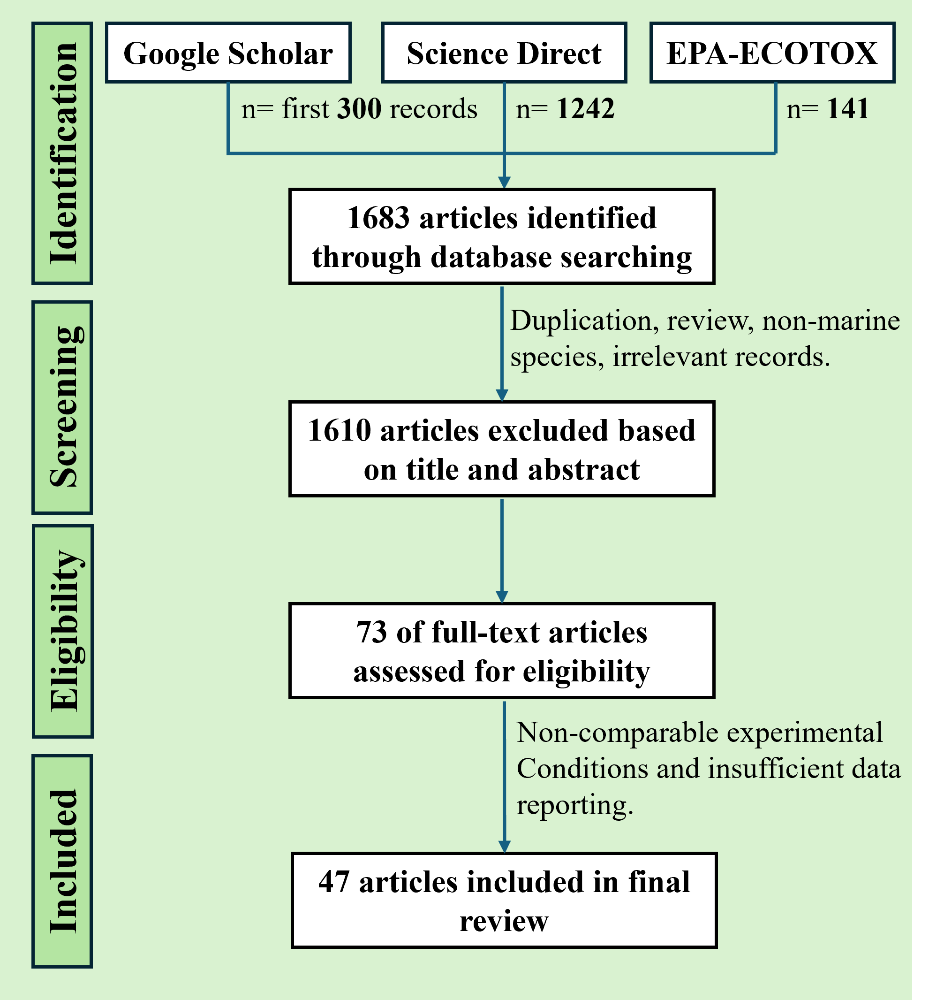 Identification
Google Scholar
Science Direct
EPA-ECOTOX
n= first 300 records
n= 1242
n= 141
1683 articles identified
through database searching
Screening
Duplication, review, non-marine
species, irrelevant records.
1610 articles excluded based
on title and abstract
Eligibility
73 of full-text articles
assessed for eligibility
Non-comparable experimental
Conditions and insufficient data
reporting.
Included
47 articles included in final
review